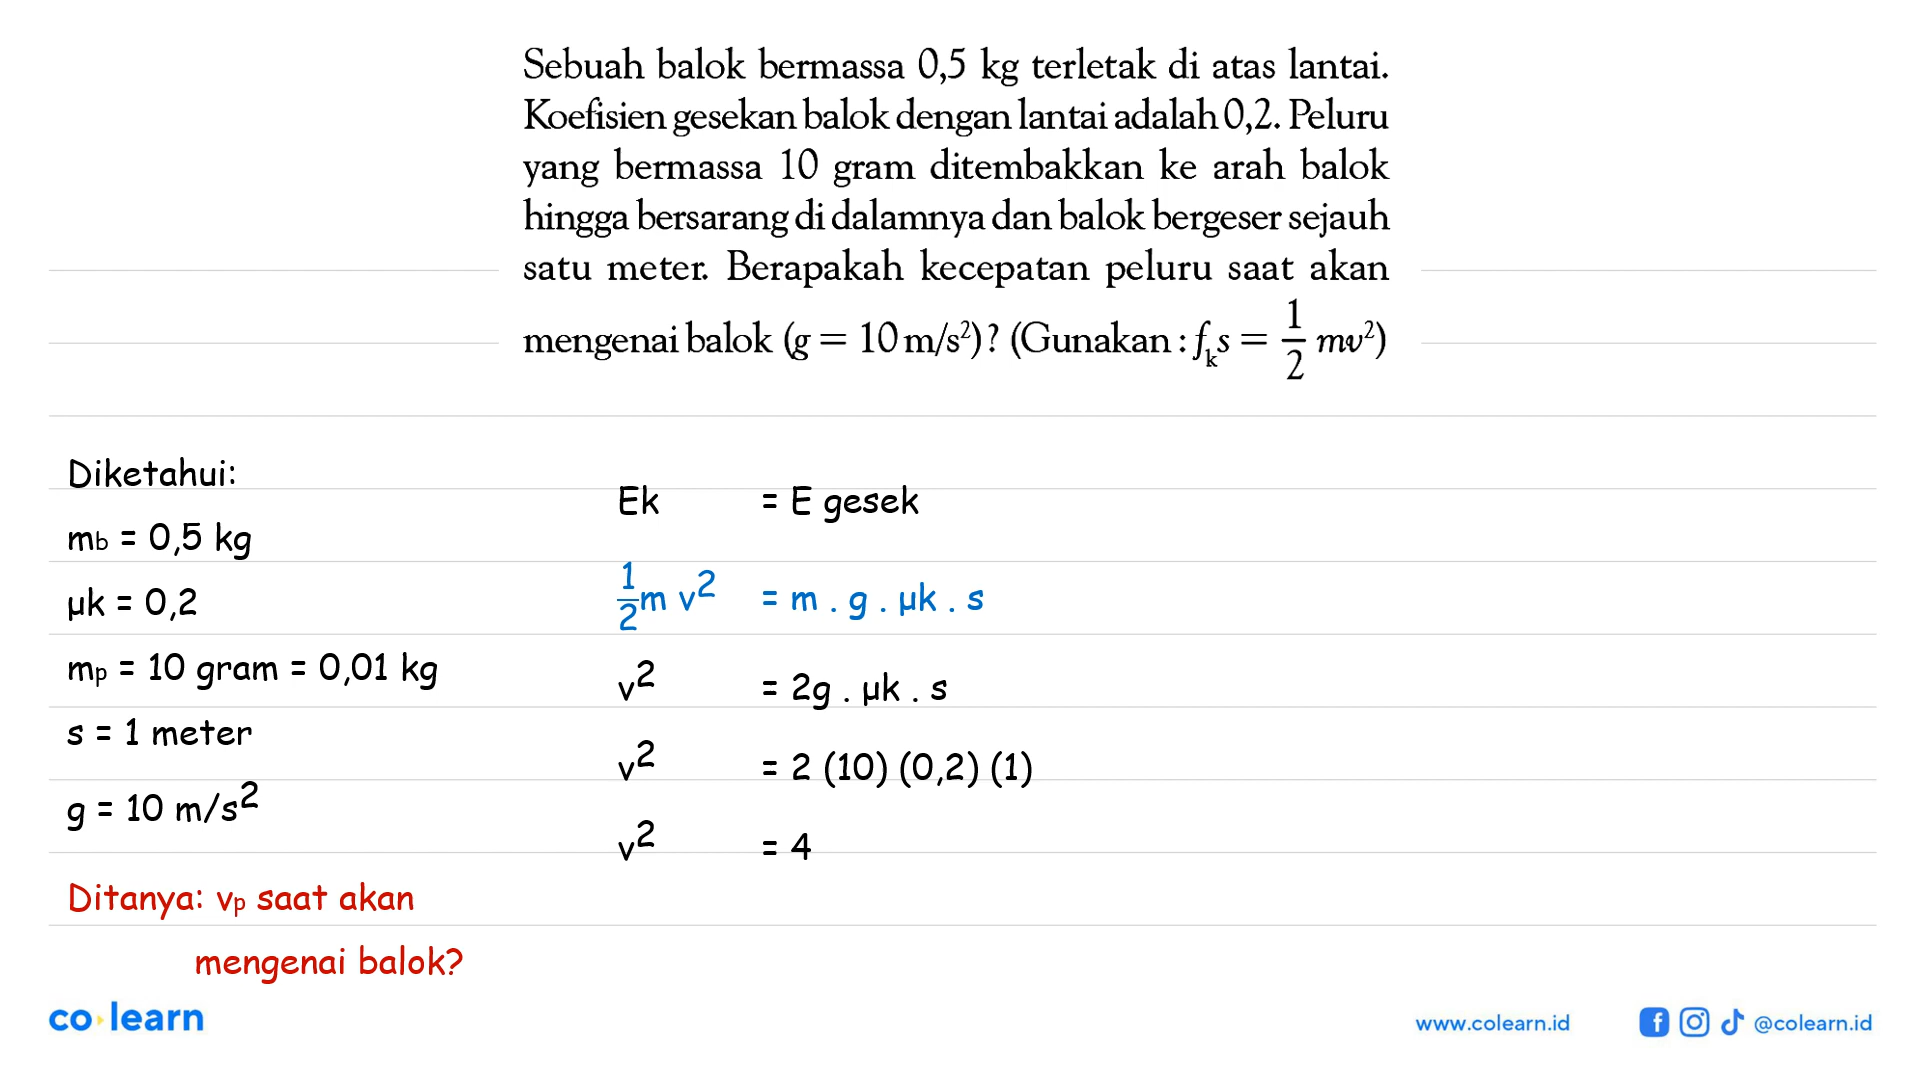 Sebuah balok bermassa 0,5 kg terletak di atas lantai.
Koefisien gesekan balok dengan lantai adalah 0,2. Peluru
yang bermassa 10 gram ditembakkan ke arah balok
hingga bersarang di dalamnya dan balok bergeser sejauh
satu meter. Berapakah kecepatan peluru saat akan
mengenai balok (g = 10 m/s²)? (Gunakan : fₖs = 1/2 mv²)
Diketahui:
mb = 0,5 kg
μk = 0,2
mp = 10 gram = 0,01 kg
s = 1 meter
g = 10 m/s²
Ditanya: vp saat akan
mengenai balok?
Ek = E gesek
1/2 m v² = m . g . μk . s
v² = 2g . μk . s
v² = 2 (10) (0,2) (1)
v² = 4
co learn
www.colearn.id
@colearn.id